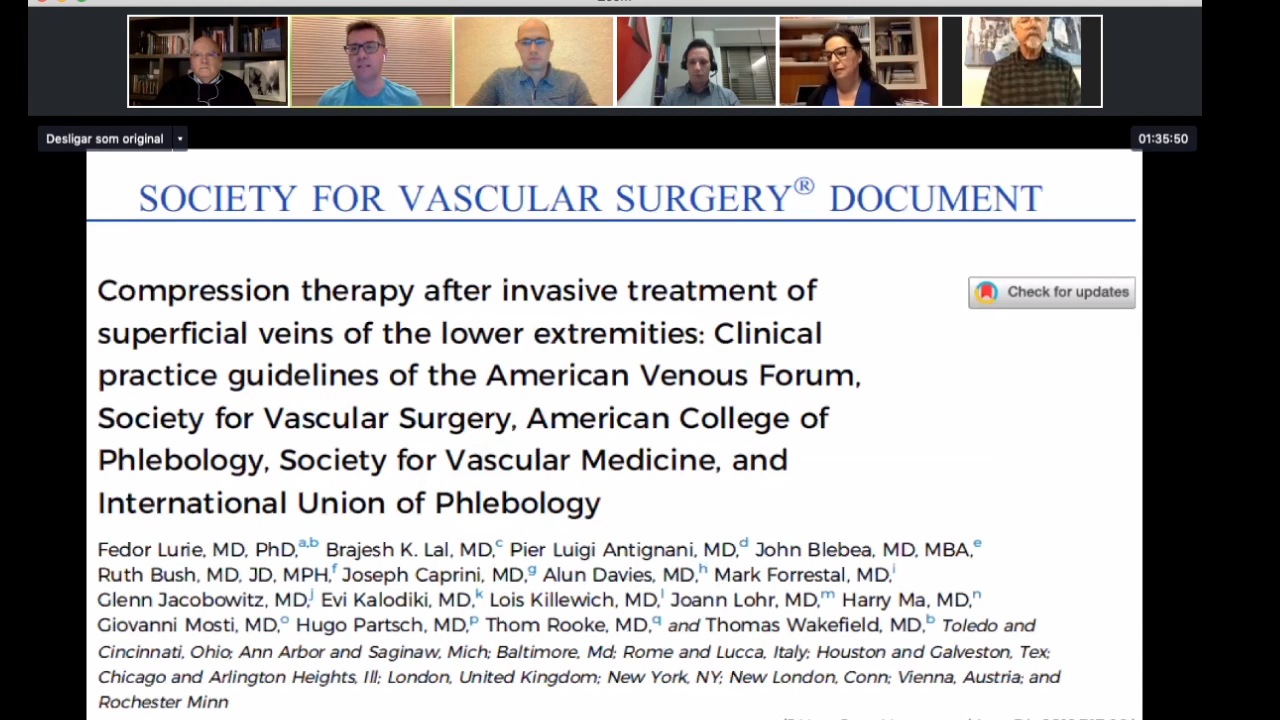 Desligar som original
01:35:50
SOCIETY FOR VASCULAR SURGERY® DOCUMENT
Compression therapy after invasive treatment of
superficial veins of the lower extremities: Clinical
practice guidelines of the American Venous Forum,
Society for Vascular Surgery, American College of
Phlebology, Society for Vascular Medicine, and
International Union of Phlebology
Check for updates
Fedor Lurie, MD, PhD,a,b Brajesh K. Lal, MD,c Pier Luigi Antignani, MD,d John Blebea, MD, MBA,e
Ruth Bush, MD, JD, MPH,f Joseph Caprini, MD,g Alun Davies, MD,h Mark Forrestal, MD,i
Glenn Jacobowitz, MD,j Evi Kalodiki, MD,k Lois Killewich, MD,l Joann Lohr, MD,m Harry Ma, MD,n
Giovanni Mosti, MD,o Hugo Partsch, MD,p Thom Rooke, MD,q and Thomas Wakefield, MD,b Toledo and
Cincinnati, Ohio; Ann Arbor and Saginaw, Mich; Baltimore, Md; Rome and Lucca, Italy; Houston and Galveston, Tex;
Chicago and Arlington Heights, Ill; London, United Kingdom; New York, NY; New London, Conn; Vienna, Austria; and
Rochester Minn